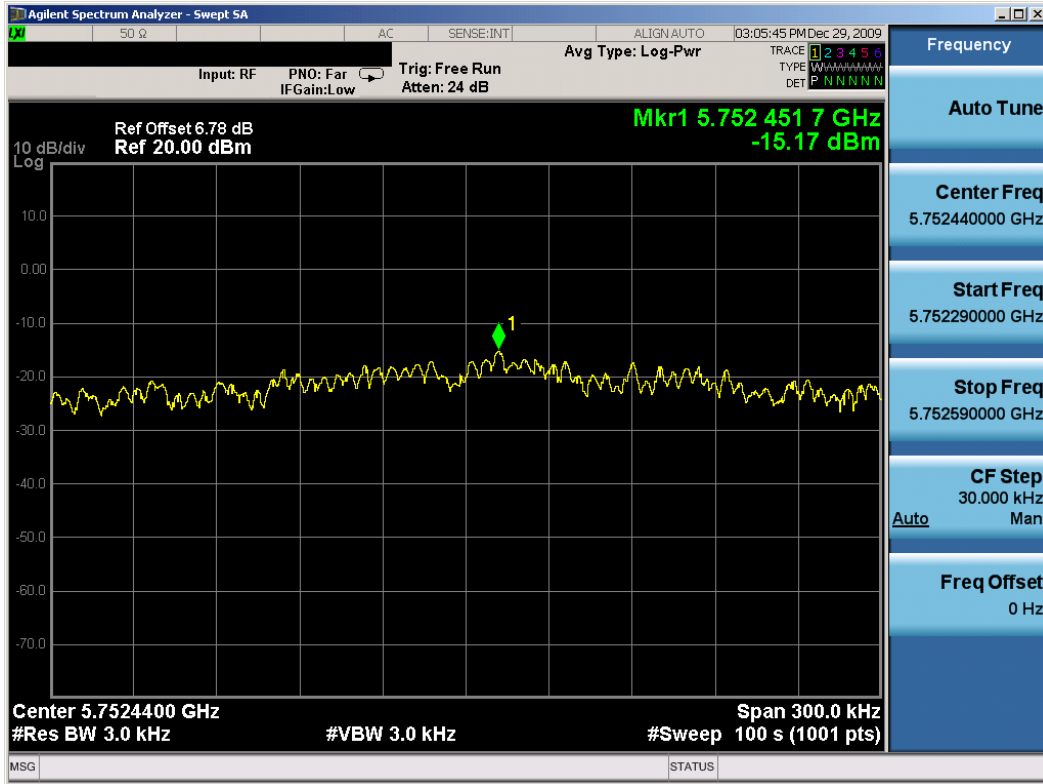 Agilent Spectrum Analyzer - Swept SA
LXI 50 Ω AC SENSE:INT ALIGN AUTO 03:05:45 PM Dec 29, 2009
Input: RF PNO: Far IFGain:Low
Trig: Free Run Atten: 24 dB
Avg Type: Log-Pwr
TRACE 1 2 3 4 5 6
TYPE
DET P N N N N N
Mkr1 5.752 451 7 GHz
-15.17 dBm
Ref Offset 6.78 dB
10 dB/div Ref 20.00 dBm
Log
10.0
0.00
-10.0
-20.0
-30.0
-40.0
-50.0
-60.0
-70.0
1
Center 5.7524400 GHz Span 300.0 kHz
#Res BW 3.0 kHz #VBW 3.0 kHz #Sweep 100 s (1001 pts)
MSG STATUS
Frequency
Auto Tune
Center Freq
5.752440000 GHz
Start Freq
5.752290000 GHz
Stop Freq
5.752590000 GHz
CF Step
30.000 kHz
Auto Man
Freq Offset
0 Hz